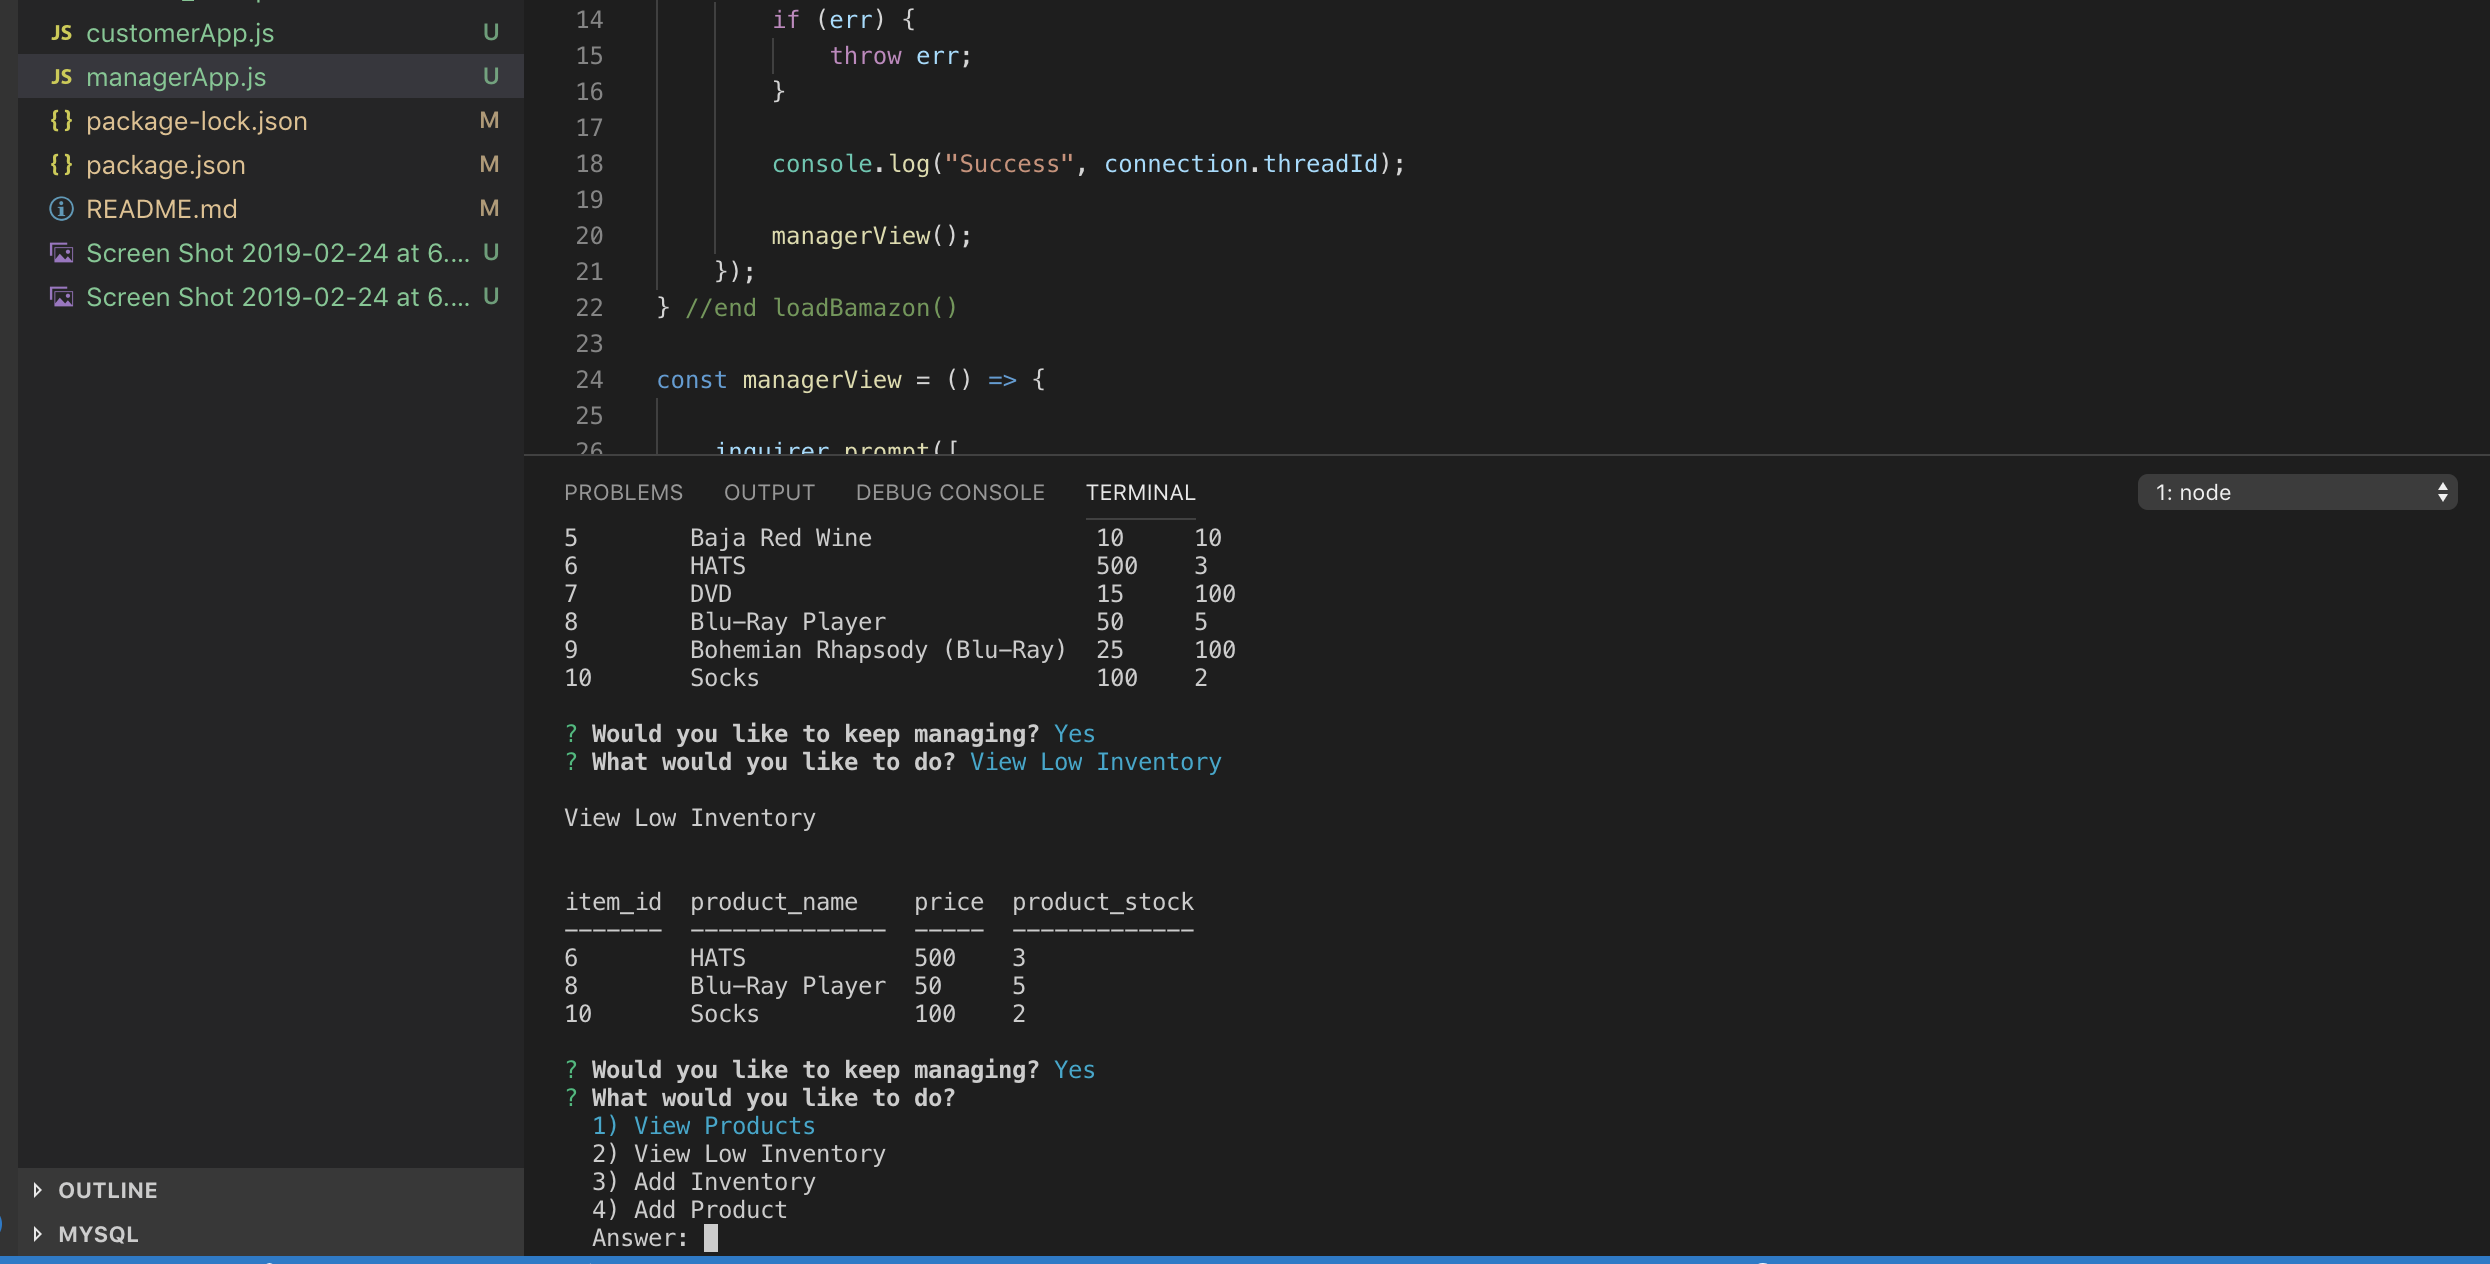 JS customerApp.js U
JS managerApp.js U
{} package-lock.json M
{} package.json M
README.md M
Screen Shot 2019-02-24 at 6.... U
Screen Shot 2019-02-24 at 6.... U
OUTLINE
MYSQL
14 if (err) {
15 throw err;
16 }
17
18 console.log("Success", connection.threadId);
19
20 managerView();
21 });
22 } //end loadBamazon()
23
24 const managerView = () => {
25
26 inquirer.prompt([
PROBLEMS OUTPUT DEBUG CONSOLE TERMINAL 1: node
5 Baja Red Wine 10 10
6 HATS 500 3
7 DVD 15 100
8 Blu-Ray Player 50 5
9 Bohemian Rhapsody (Blu-Ray) 25 100
10 Socks 100 2
? Would you like to keep managing? Yes
? What would you like to do? View Low Inventory
View Low Inventory
item_id product_name price product_stock
------- -------------- ----- -------------
6 HATS 500 3
8 Blu-Ray Player 50 5
10 Socks 100 2
? Would you like to keep managing? Yes
? What would you like to do?
1) View Products
2) View Low Inventory
3) Add Inventory
4) Add Product
Answer: